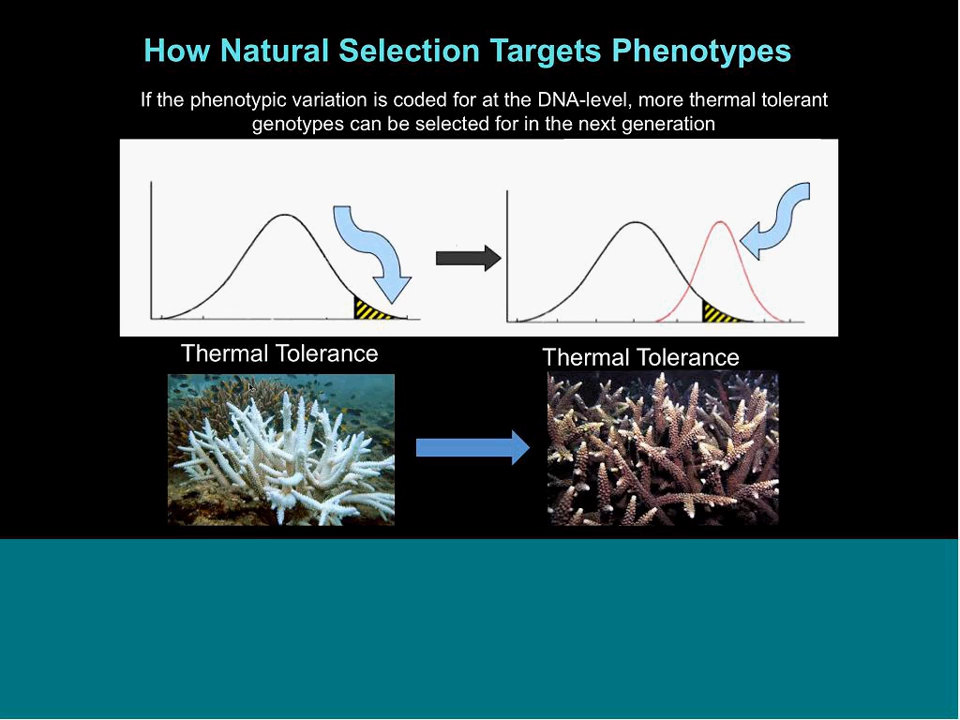 How Natural Selection Targets Phenotypes
If the phenotypic variation is coded for at the DNA-level, more thermal tolerant
genotypes can be selected for in the next generation
Thermal Tolerance
Thermal Tolerance